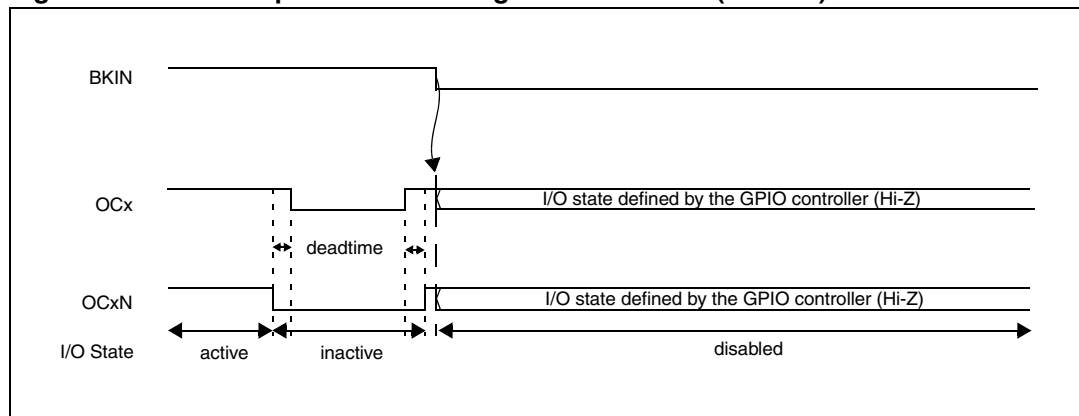 BKIN
OCx
I/O state defined by the GPIO controller (Hi-Z)
deadtime
OCxN
I/O state defined by the GPIO controller (Hi-Z)
I/O State
active
inactive
disabled